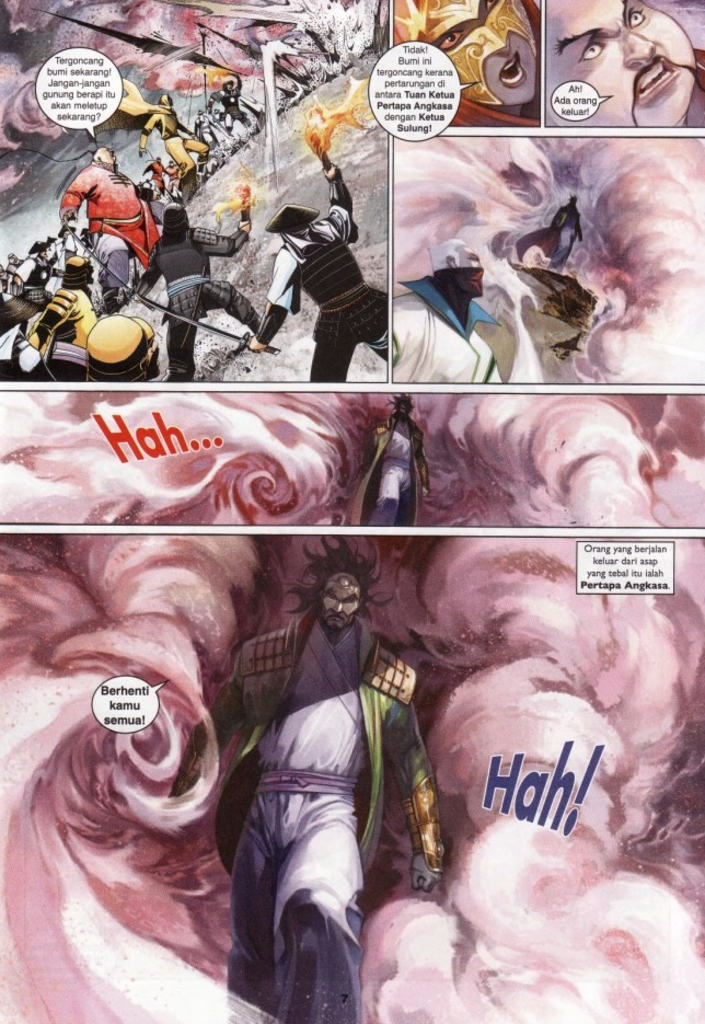 Tergoncang
bumi sekarang!
Jangan-jangan
gunung berapi itu
akan meletup
sekarang?
Tidak!
Bumi ini
tergoncang kerana
pertarungan di
antara Tuan Ketua
Pertapa Angkasa
dengan Ketua
Sulung!
Ah!
Ada orang
keluar!
Hah...
Orang yang berjalan
keluar dari asap
yang tebal itu ialah
Pertapa Angkasa.
Berhenti
kamu
semua!
Hah!
7